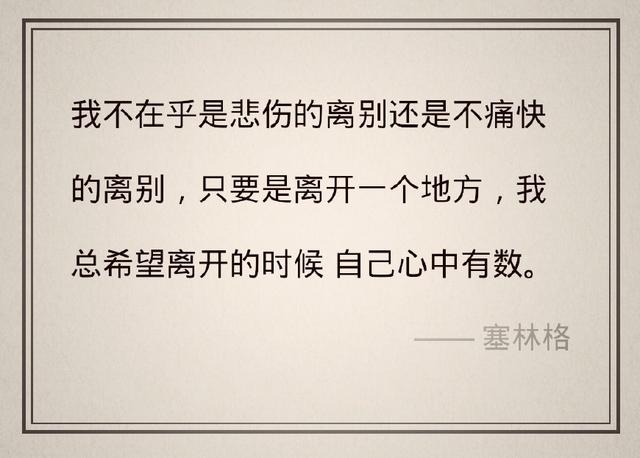 我不在乎是悲伤的离别还是不痛快
的离别，只要是离开一个地方，我
总希望离开的时候 自己心中有数。
—— 塞林格